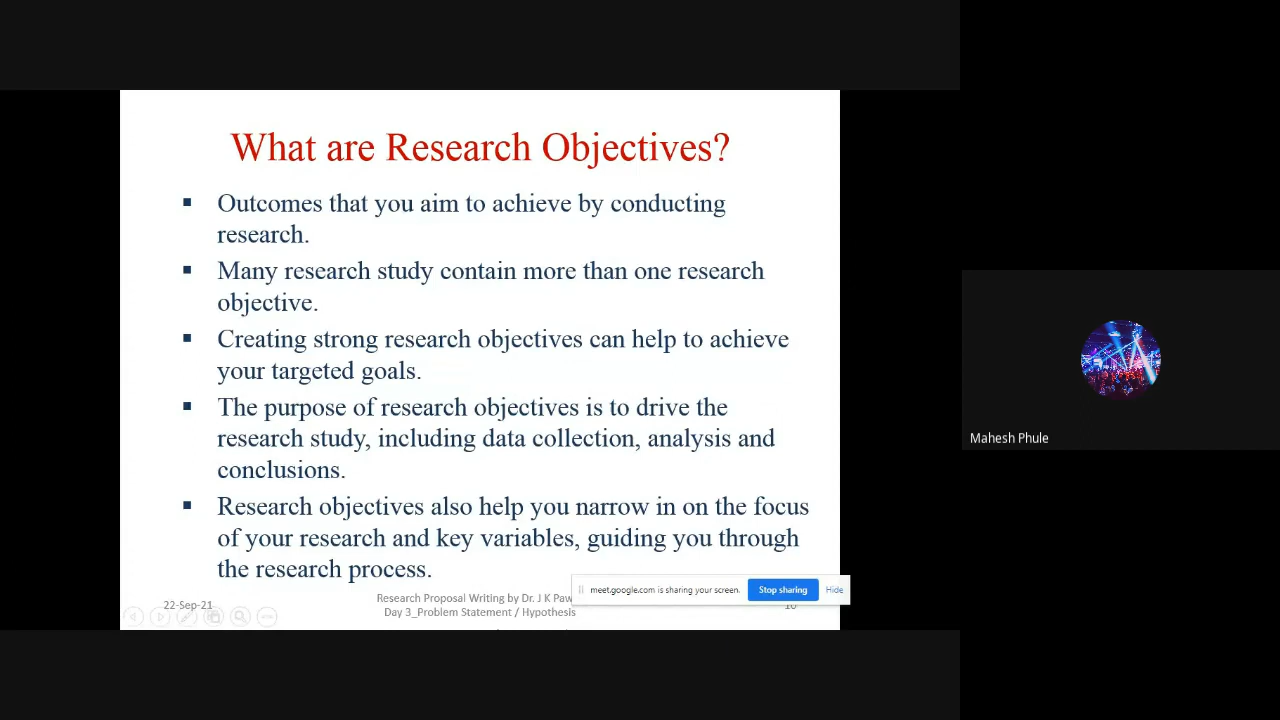 What are Research Objectives?
Outcomes that you aim to achieve by conducting
research.
Many research study contain more than one research
objective.
Creating strong research objectives can help to achieve
your targeted goals.
The purpose of research objectives is to drive the
research study, including data collection, analysis and
conclusions.
Research objectives also help you narrow in on the focus
of your research and key variables, guiding you through
the research process.
22-Sep-21
Research Proposal Writing by Dr. J K
Day 3_Problem Statement / Hypothesis
meet.google.com is sharing your screen.
Stop sharing
Hide
Mahesh Phule